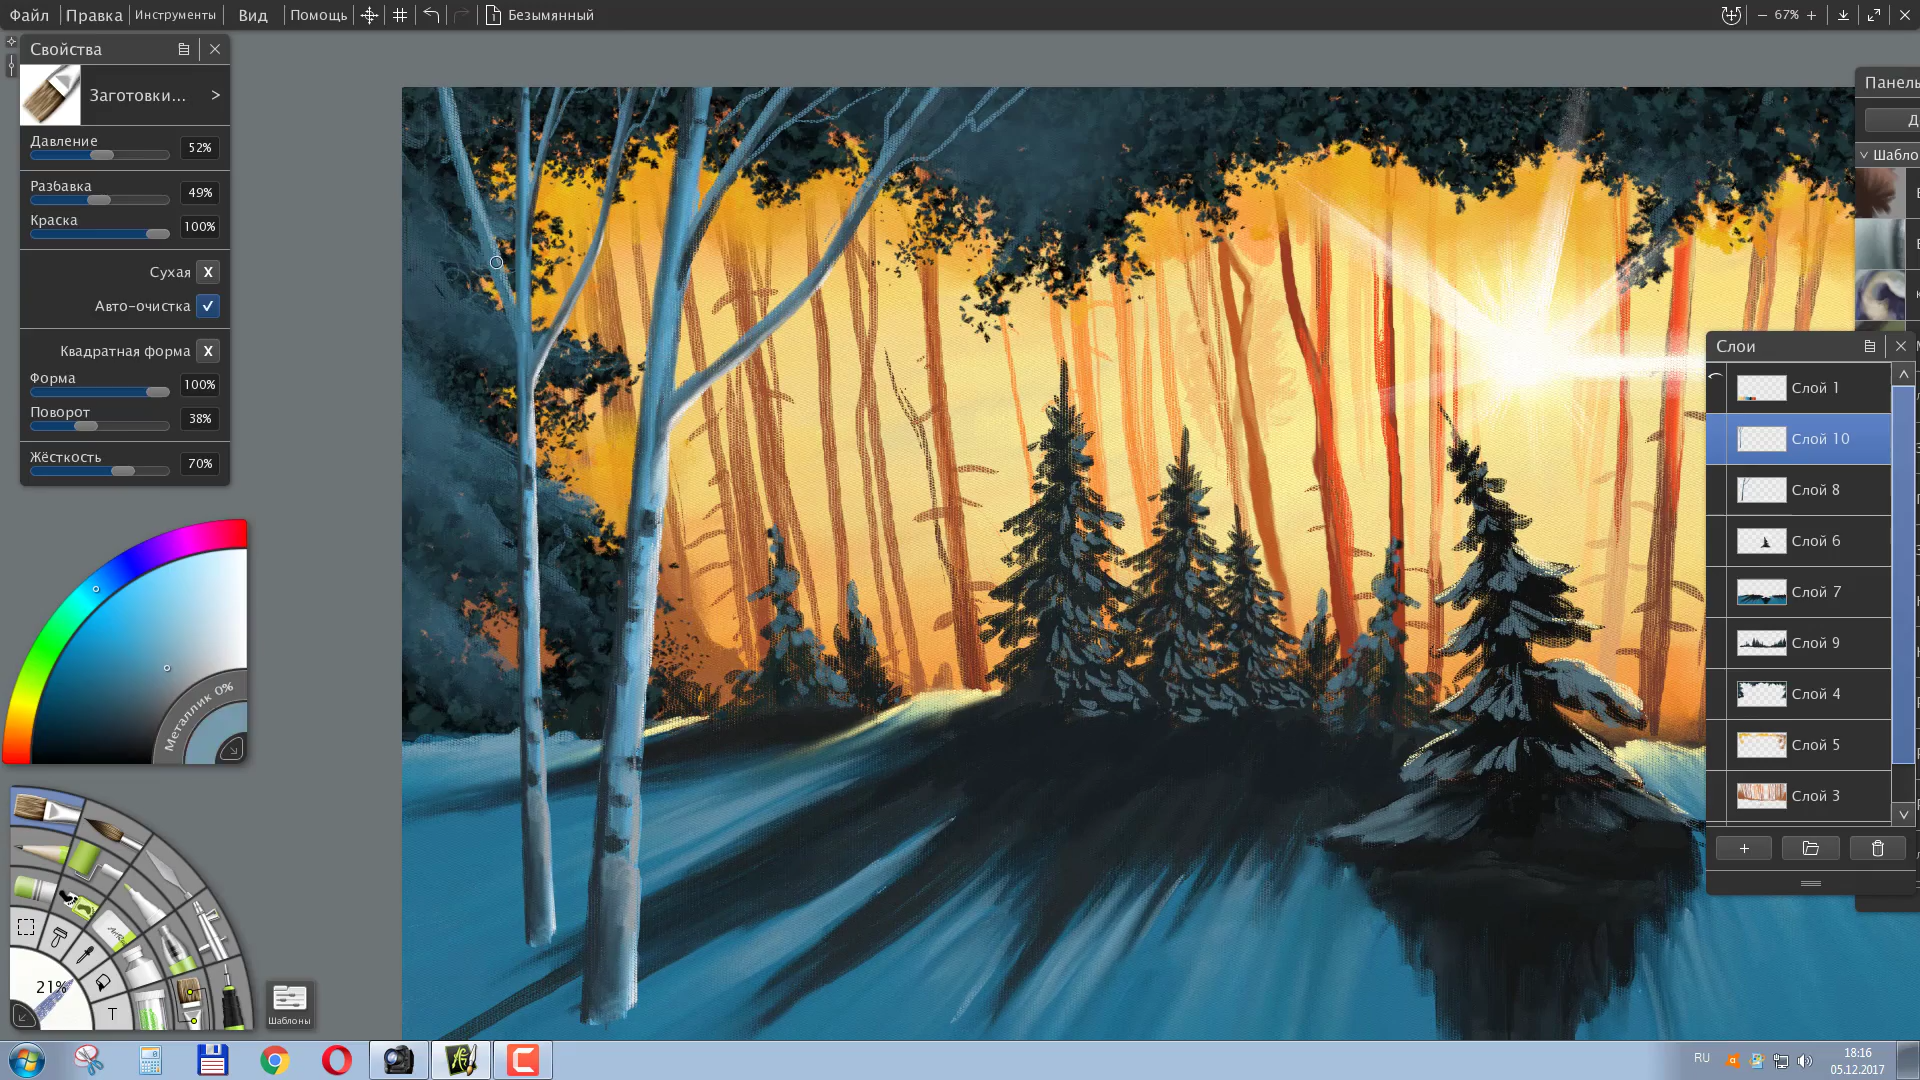 Файл Правка Инструменты Вид Помощь Безымянный 67%
Свойства
Заготовки... >
Давление 52%
Разбавка 49%
Краска 100%
Сухая X
Авто-очистка
Квадратная форма X
Форма 100%
Поворот 38%
Жёсткость 70%
Металлик 0%
21%
T
Шаблоны
Панель
Д
Шабло
Слои
Слой 1
Слой 10
Слой 8
Слой 6
Слой 7
Слой 9
Слой 4
Слой 5
Слой 3
RU
18:16
05.12.2017